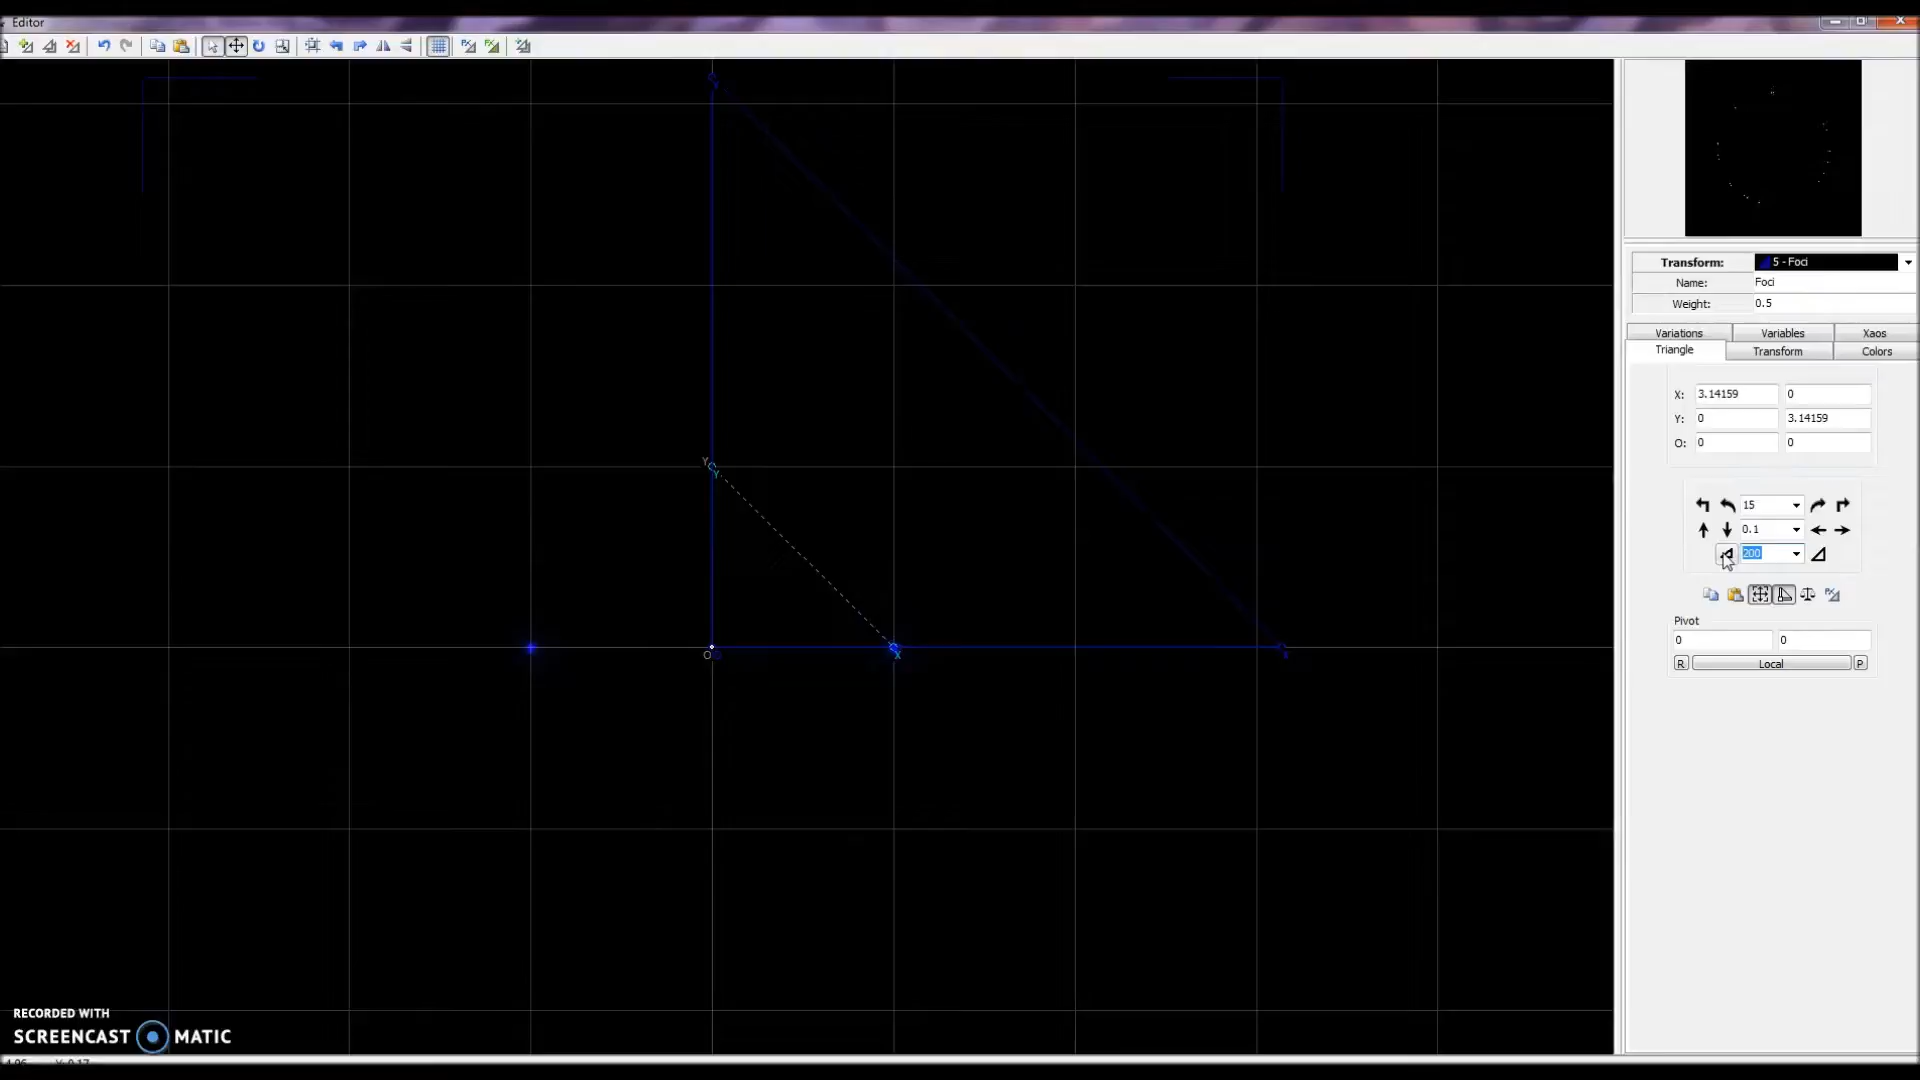 Editor
Transform: 5 - Foci
Name: Foci
Weight: 0.5
Variations Variables Xaos
Triangle Transform Colors
X: 3.14159 0
Y: 0 3.14159
O: 0 0
15
0.1
200
Pivot
0 0
R Local P
Y
Y
Y
O
X
X
RECORDED WITH
SCREENCAST MATIC